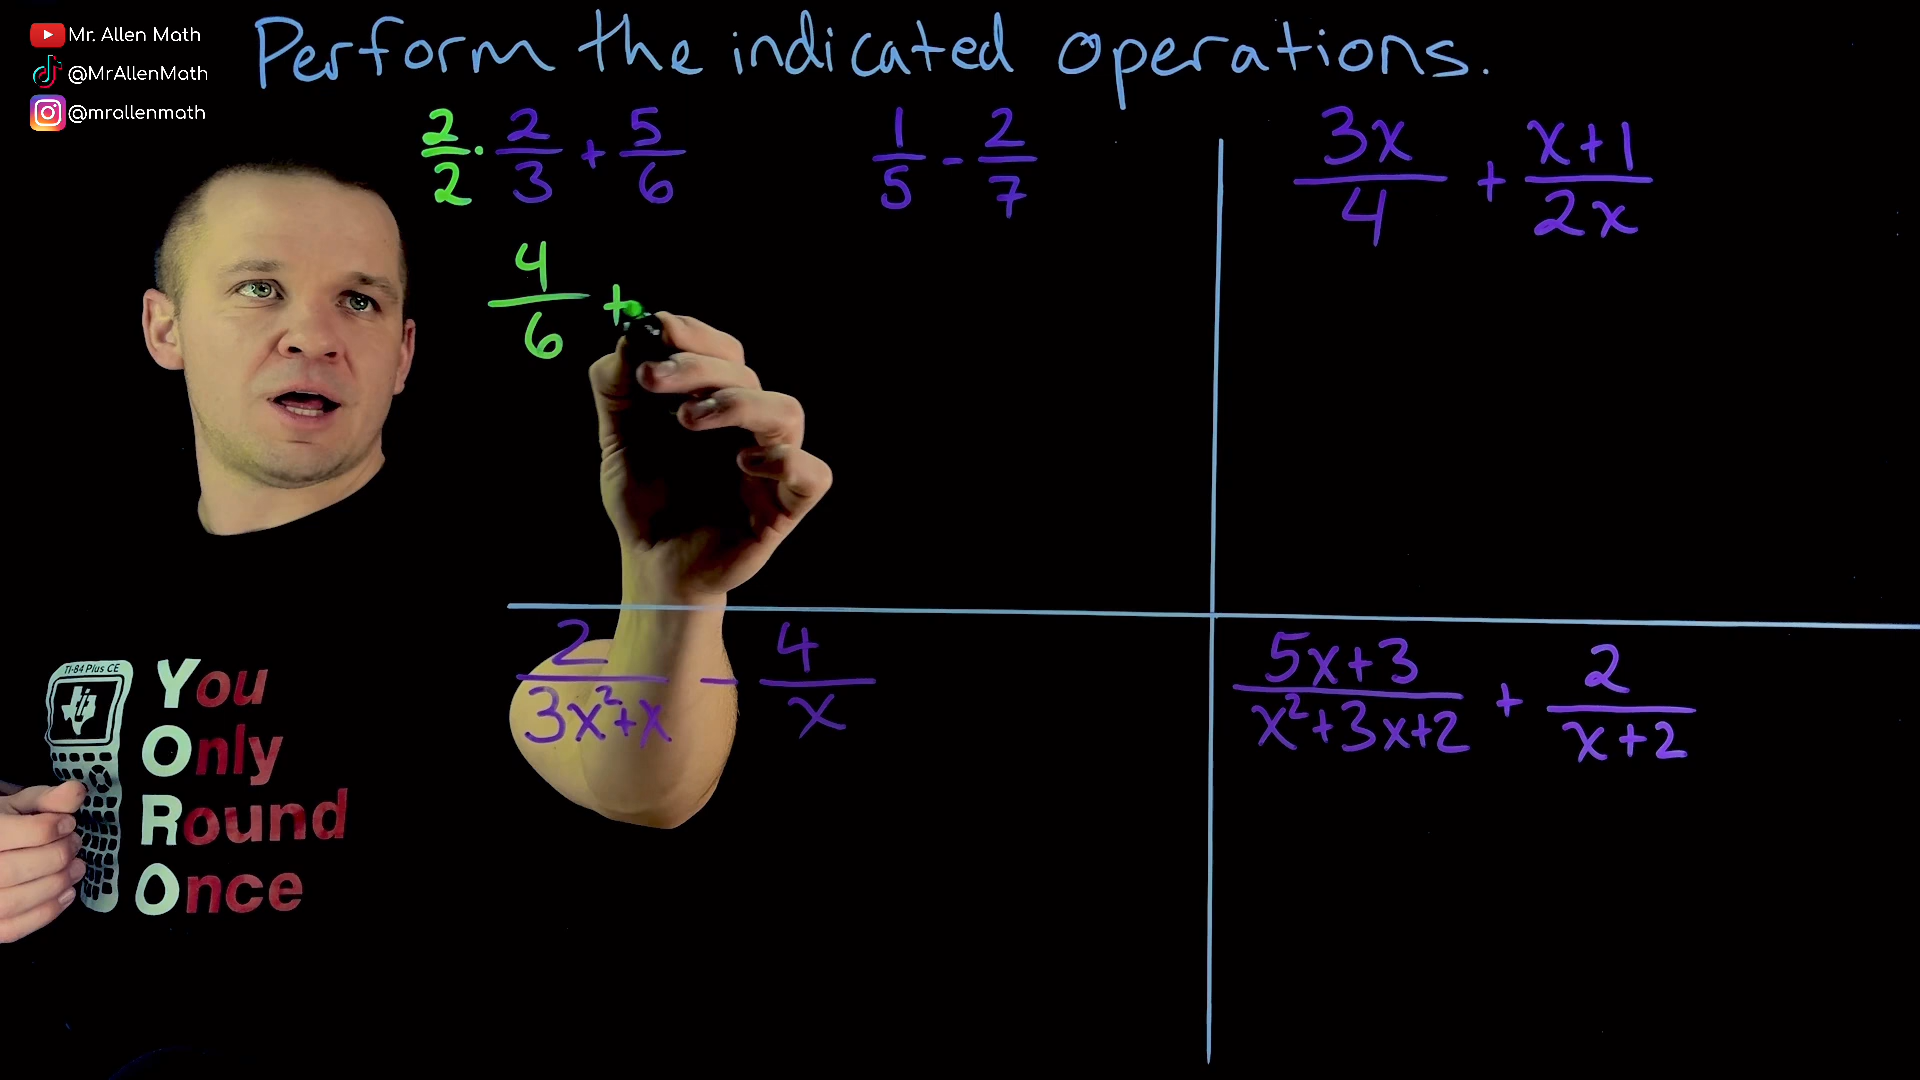 Mr. Allen Math
@MrAllenMath
@mrallenmath
Perform the indicated operations.
2/2 · 2/3 + 5/6
1/5 - 2/7
3x/4 + x+1/2x
4/6 +
2/3x²+x - 4/x
5x+3/x²+3x+2 + 2/x+2
TI-84 Plus CE
You
Only
Round
Once